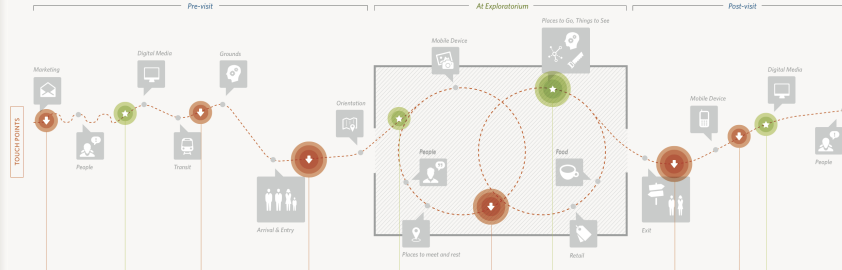 Pre-visit
At Exploratorium
Post-visit
Places to Go, Things to See
Mobile Device
Digital Media
Grounds
Marketing
Digital Media
Orientation
Mobile Device
TOUCH POINTS
People
Transit
People
Food
People
Arrival & Entry
Exit
Places to meet and rest
Retail